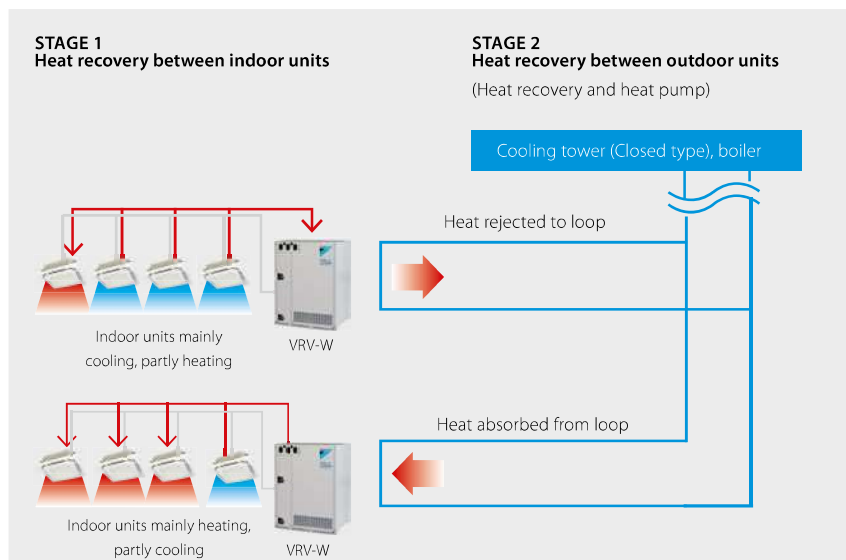 STAGE 1
Heat recovery between indoor units
STAGE 2
Heat recovery between outdoor units
(Heat recovery and heat pump)
Cooling tower (Closed type), boiler
Heat rejected to loop
Indoor units mainly
cooling, partly heating
VRV-W
Heat absorbed from loop
Indoor units mainly heating,
partly cooling
VRV-W